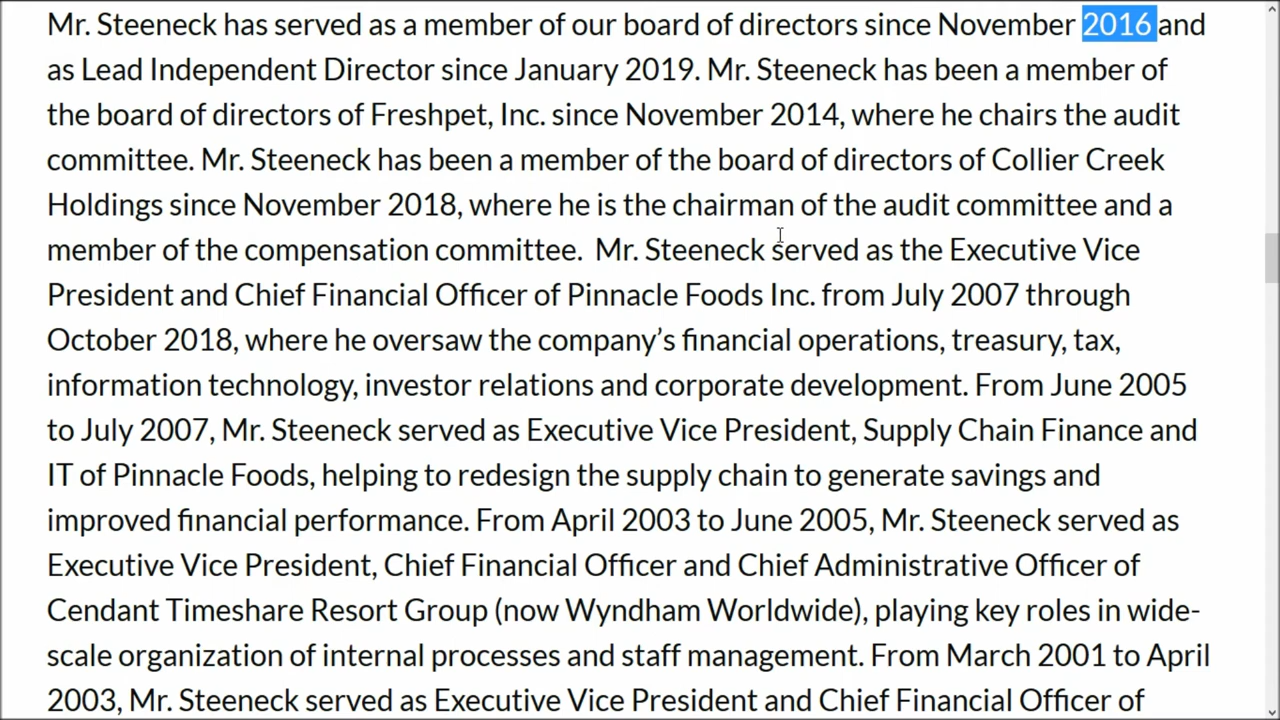 Mr. Steeneck has served as a member of our board of directors since November 2016 and
as Lead Independent Director since January 2019. Mr. Steeneck has been a member of
the board of directors of Freshpet, Inc. since November 2014, where he chairs the audit
committee. Mr. Steeneck has been a member of the board of directors of Collier Creek
Holdings since November 2018, where he is the chairman of the audit committee and a
member of the compensation committee.  Mr. Steeneck served as the Executive Vice
President and Chief Financial Officer of Pinnacle Foods Inc. from July 2007 through
October 2018, where he oversaw the company’s financial operations, treasury, tax,
information technology, investor relations and corporate development. From June 2005
to July 2007, Mr. Steeneck served as Executive Vice President, Supply Chain Finance and
IT of Pinnacle Foods, helping to redesign the supply chain to generate savings and
improved financial performance. From April 2003 to June 2005, Mr. Steeneck served as
Executive Vice President, Chief Financial Officer and Chief Administrative Officer of
Cendant Timeshare Resort Group (now Wyndham Worldwide), playing key roles in wide-
scale organization of internal processes and staff management. From March 2001 to April
2003, Mr. Steeneck served as Executive Vice President and Chief Financial Officer of